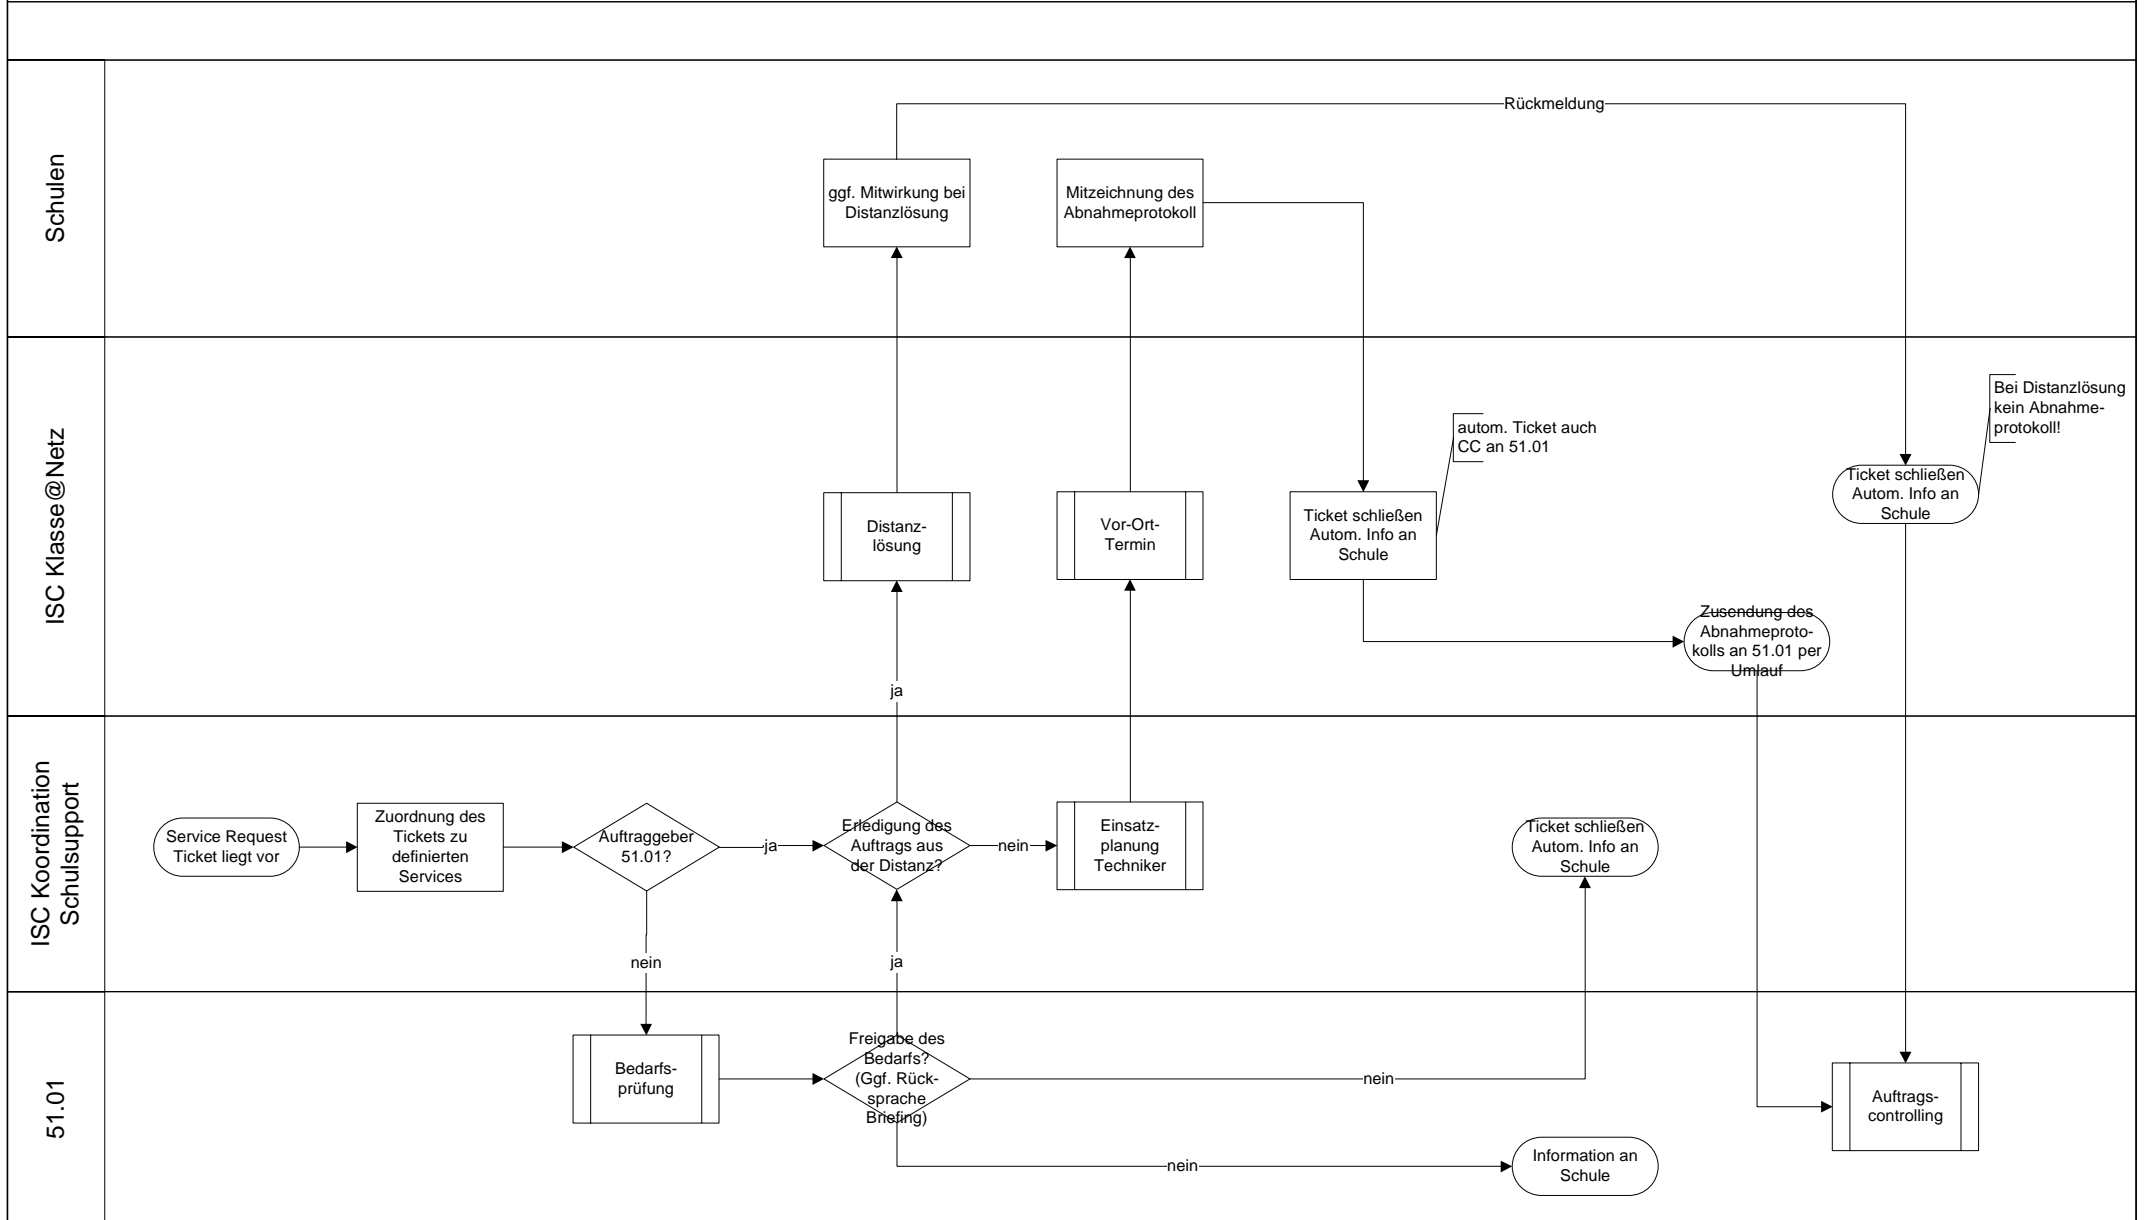 Schulen
Rückmeldung
ggf. Mitwirkung bei
Distanzlösung
Mitzeichnung des
Abnahmeprotokoll
ISC Klasse@Netz
Distanz-
lösung
Vor-Ort-
Termin
Ticket schließen
Autom. Info an
Schule
autom. Ticket auch
CC an 51.01
Zusendung des
Abnahmeproto-
kolls an 51.01 per
Umlauf
Ticket schließen
Autom. Info an
Schule
Bei Distanzlösung
kein Abnahme-
protokoll!
ja
ISC Koordination
Schulsupport
Service Request
Ticket liegt vor
Zuordnung des
Tickets zu
definierten
Services
Auftraggeber
51.01?
ja
Erledigung des
Auftrags aus
der Distanz?
nein
Einsatz-
planung
Techniker
Ticket schließen
Autom. Info an
Schule
nein
ja
51.01
Bedarfs-
prüfung
Freigabe des
Bedarfs?
(Ggf. Rück-
sprache
Briefing)
nein
nein
Information an
Schule
Auftrags-
controlling